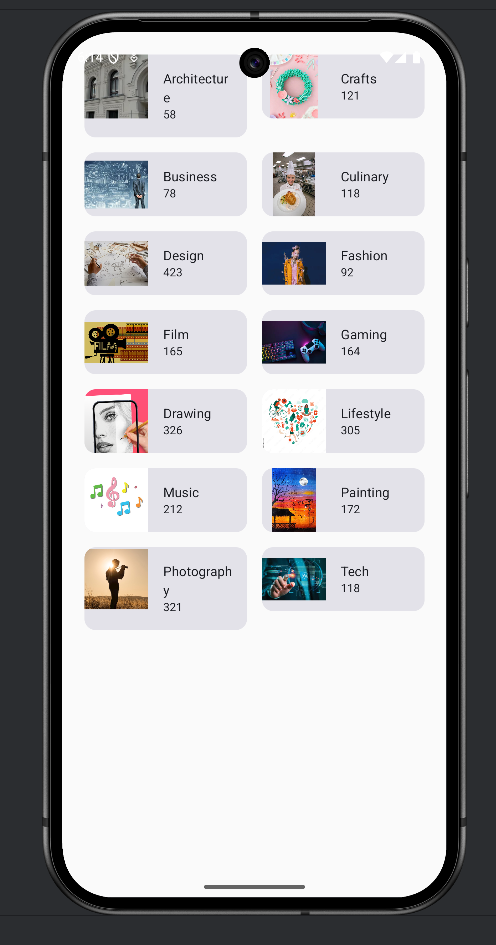 14
Architectur
e
58
Crafts
121
Business
78
Culinary
118
Design
423
Fashion
92
Film
165
Gaming
164
Drawing
326
Lifestyle
305
Music
212
Painting
172
Photograph
y
321
Tech
118